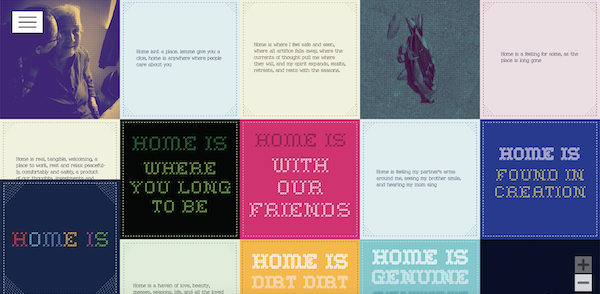 Home isnt a place, lemme give you a
clue, home is anywhere where people
care about you
Home is where I feel safe and seen,
where all artifice falls away, where the
currents of thought pull me where
they will, and my spirit expands, exalts,
retreats, and rests with the seasons.
Home is a feeling for some, as the
place is long gone
Home is real, tangible, welcoming, a
place to work, rest and relax peaceful-
ly, comfortably and safely, a product
of our thoughts, investments and
HOME IS
WHERE
YOU LONG
TO BE
HOME IS
WITH
OUR
FRIENDS
Home is feeling my partner's arms
around me, seeing my brother smile,
and hearing my mom sing
HOME IS
FOUND IN
CREATION
HOME IS
Home is a haven of love, beauty,
memes, seasons, life, and all the loved
HOME IS
DIRT DIRT
HOME IS
GENUINE